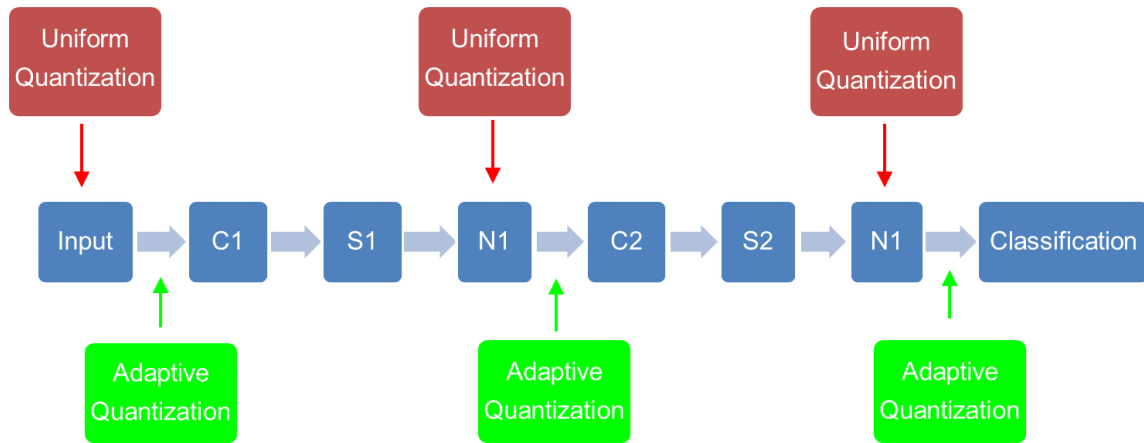 Uniform
Quantization
Uniform
Quantization
Uniform
Quantization
Input
C1
S1
N1
C2
S2
N1
Classification
Adaptive
Quantization
Adaptive
Quantization
Adaptive
Quantization